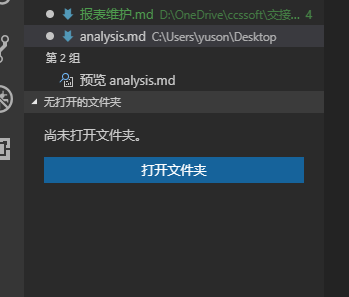 报表维护.md D:\OneDrive\ccssoft\交接... 4
analysis.md C:\Users\yuson\Desktop
第 2 组
预览 analysis.md
无打开的文件夹
尚未打开文件夹。
打开文件夹